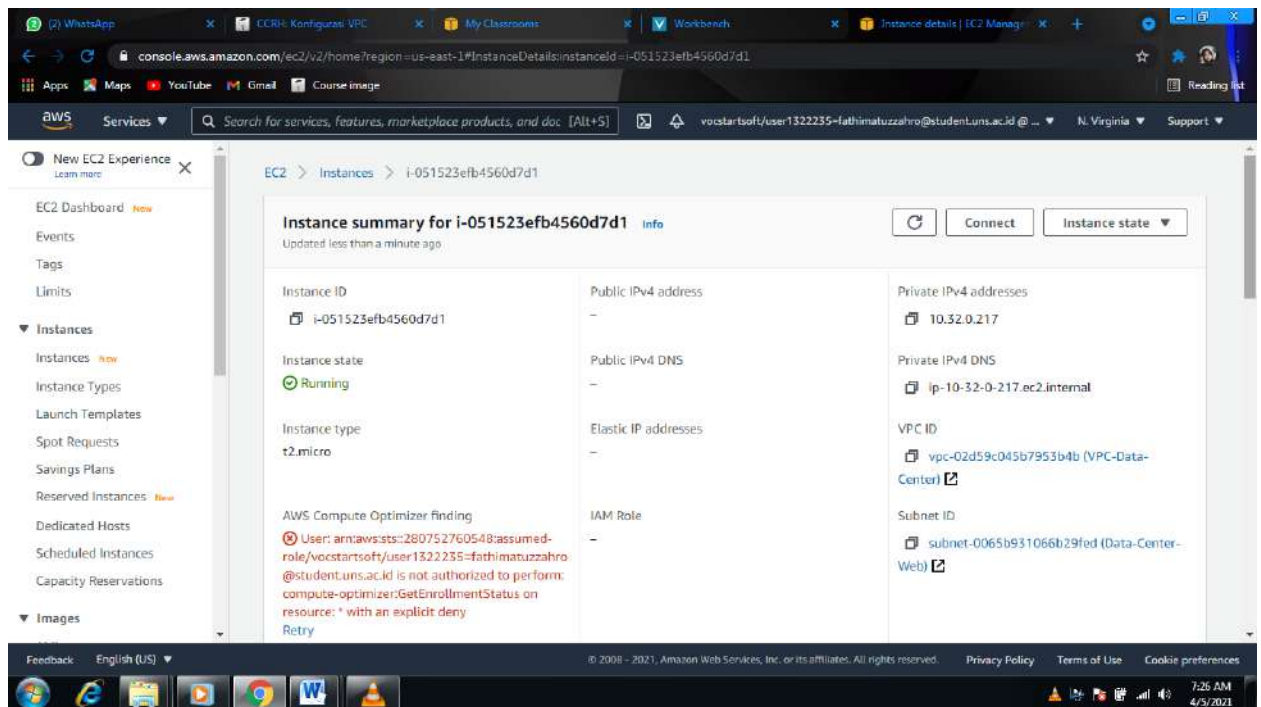 (2) WhatsApp
CCRH: Konfigurasi VPC
My Classrooms
Workbench
Instance details | EC2 Manage
console.aws.amazon.com/ec2/v2/home?region=us-east-1#InstanceDetails:instanceId=i-051523efb4560d7d1
Apps
Maps
YouTube
Gmail
Course image
Reading list
aws
Services
Search for services, features, marketplace products, and doc
[Alt+S]
vocstartsoft/user1322235=fathimatuzzahro@student.uns.ac.id @ ...
N. Virginia
Support
New EC2 Experience
Learn more
EC2 Dashboard New
Events
Tags
Limits
Instances
Instances New
Instance Types
Launch Templates
Spot Requests
Savings Plans
Reserved Instances New
Dedicated Hosts
Scheduled Instances
Capacity Reservations
Images
EC2 > Instances > i-051523efb4560d7d1
Instance summary for i-051523efb4560d7d1 Info
Updated less than a minute ago
Connect
Instance state
Instance ID
i-051523efb4560d7d1
Public IPv4 address
–
Private IPv4 addresses
10.32.0.217
Instance state
Running
Public IPv4 DNS
–
Private IPv4 DNS
ip-10-32-0-217.ec2.internal
Instance type
t2.micro
Elastic IP addresses
–
VPC ID
vpc-02d59c045b7953b4b (VPC-Data-
Center)
AWS Compute Optimizer finding
User: arn:aws:sts::280752760548:assumed-
role/vocstartsoft/user1322235=fathimatuzzahro
@student.uns.ac.id is not authorized to perform:
compute-optimizer:GetEnrollmentStatus on
resource: * with an explicit deny
Retry
IAM Role
–
Subnet ID
subnet-0065b931066b29fed (Data-Center-
Web)
Feedback
English (US)
© 2008 - 2021, Amazon Web Services, Inc. or its affiliates. All rights reserved.
Privacy Policy
Terms of Use
Cookie preferences
7:26 AM
4/5/2021